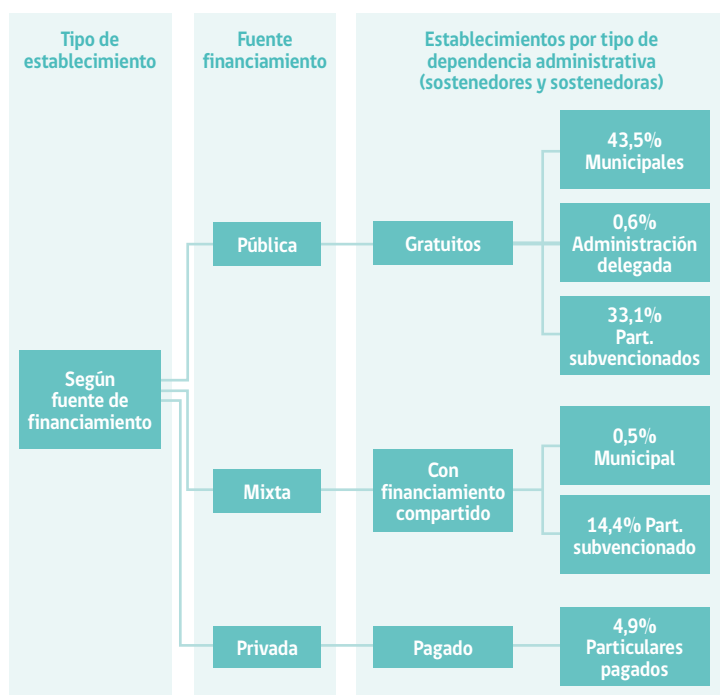 Tipo de
establecimiento
Fuente
financiamiento
Establecimientos por tipo de
dependencia administrativa
(sostenedores y sostenedoras)
Según
fuente de
financiamiento
Pública
Gratuitos
43,5%
Municipales
0,6%
Administración
delegada
33,1%
Part.
subvencionados
Mixta
Con
financiamiento
compartido
0,5%
Municipal
14,4% Part.
subvencionado
Privada
Pagado
4,9%
Particulares
pagados